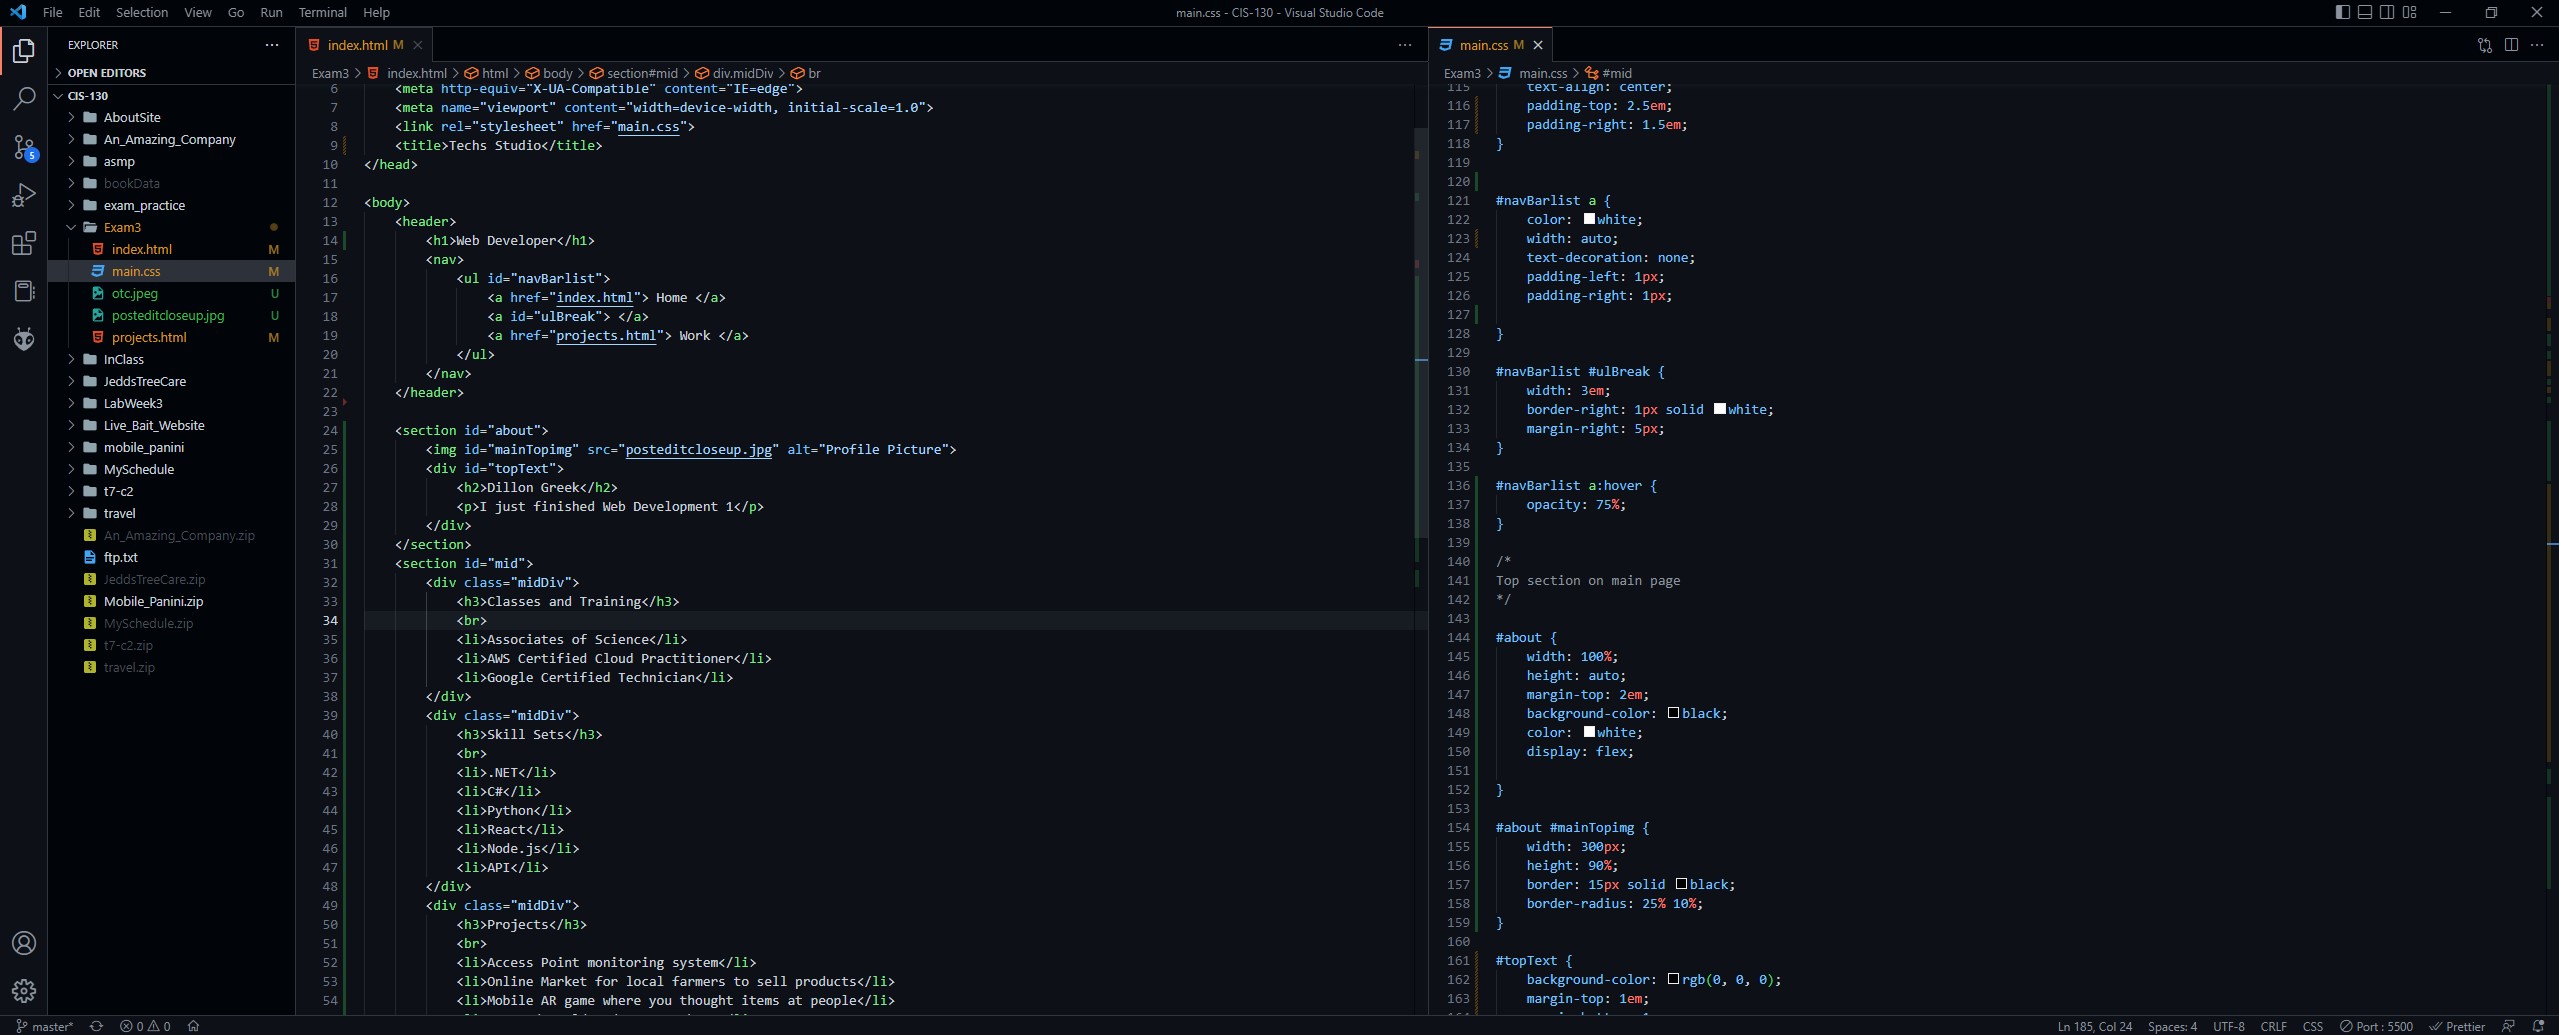 File Edit Selection View Go Run Terminal Help
main.css - CIS-130 - Visual Studio Code
EXPLORER
OPEN EDITORS
CIS-130
AboutSite
An_Amazing_Company
asmp
bookData
exam_practice
Exam3
index.html M
main.css M
otc.jpeg U
posteditcloseup.jpg U
projects.html M
InClass
JeddsTreeCare
LabWeek3
Live_Bait_Website
mobile_panini
MySchedule
t7-c2
travel
An_Amazing_Company.zip
ftp.txt
JeddsTreeCare.zip
Mobile_Panini.zip
MySchedule.zip
t7-c2.zip
travel.zip
5
index.html M
Exam3 > index.html > html > body > section#mid > div.midDiv > br
6 <meta http-equiv="X-UA-Compatible" content="IE=edge">
7 <meta name="viewport" content="width=device-width, initial-scale=1.0">
8 <link rel="stylesheet" href="main.css">
9 <title>Techs Studio</title>
10 </head>
11
12 <body>
13 <header>
14 <h1>Web Developer</h1>
15 <nav>
16 <ul id="navBarlist">
17 <a href="index.html"> Home </a>
18 <a id="ulBreak"> </a>
19 <a href="projects.html"> Work </a>
20 </ul>
21 </nav>
22 </header>
23
24 <section id="about">
25 <img id="mainTopimg" src="posteditcloseup.jpg" alt="Profile Picture">
26 <div id="topText">
27 <h2>Dillon Greek</h2>
28 <p>I just finished Web Development 1</p>
29 </div>
30 </section>
31 <section id="mid">
32 <div class="midDiv">
33 <h3>Classes and Training</h3>
34 <br>
35 <li>Associates of Science</li>
36 <li>AWS Certified Cloud Practitioner</li>
37 <li>Google Certified Technician</li>
38 </div>
39 <div class="midDiv">
40 <h3>Skill Sets</h3>
41 <br>
42 <li>.NET</li>
43 <li>C#</li>
44 <li>Python</li>
45 <li>React</li>
46 <li>Node.js</li>
47 <li>API</li>
48 </div>
49 <div class="midDiv">
50 <h3>Projects</h3>
51 <br>
52 <li>Access Point monitoring system</li>
53 <li>Online Market for local farmers to sell products</li>
54 <li>Mobile AR game where you thought items at people</li>
main.css M
Exam3 > main.css > #mid
115 text-align: center;
116 padding-top: 2.5em;
117 padding-right: 1.5em;
118 }
119
120
121 #navBarlist a {
122 color: white;
123 width: auto;
124 text-decoration: none;
125 padding-left: 1px;
126 padding-right: 1px;
127
128 }
129
130 #navBarlist #ulBreak {
131 width: 3em;
132 border-right: 1px solid white;
133 margin-right: 5px;
134 }
135
136 #navBarlist a:hover {
137 opacity: 75%;
138 }
139
140 /*
141 Top section on main page
142 */
143
144 #about {
145 width: 100%;
146 height: auto;
147 margin-top: 2em;
148 background-color: black;
149 color: white;
150 display: flex;
151
152 }
153
154 #about #mainTopimg {
155 width: 300px;
156 height: 90%;
157 border: 15px solid black;
158 border-radius: 25% 10%;
159 }
160
161 #topText {
162 background-color: rgb(0, 0, 0);
163 margin-top: 1em;
master* 0 0
Ln 185, Col 24 Spaces: 4 UTF-8 CRLF CSS Port : 5500 Prettier